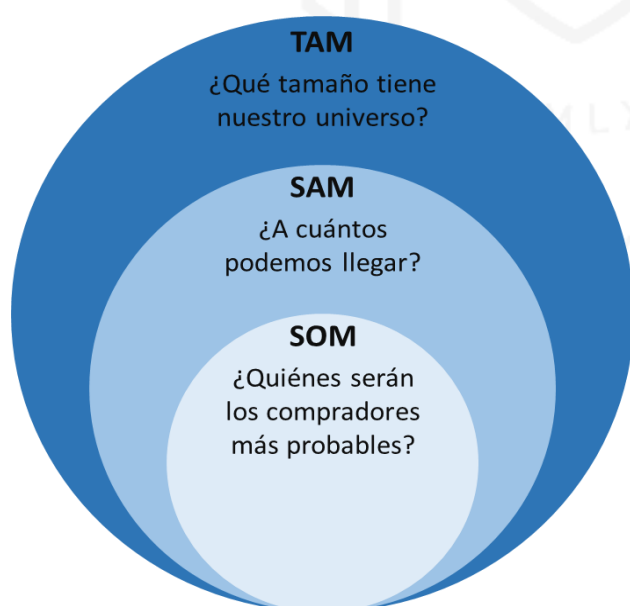 TAM
¿Qué tamaño tiene
nuestro universo?
SAM
¿A cuántos
podemos llegar?
SOM
¿Quiénes serán
los compradores
más probables?